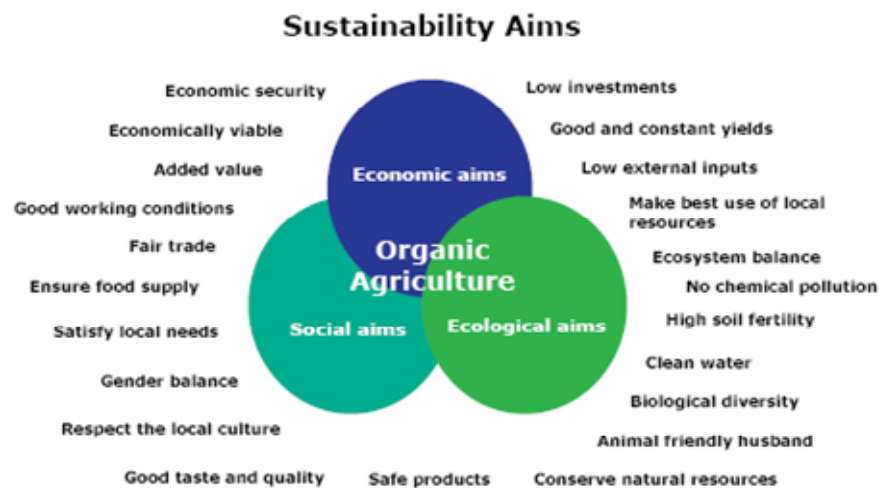 Sustainability Aims
Economic security
Low investments
Economically viable
Good and constant yields
Added value
Low external inputs
Economic aims
Good working conditions
Make best use of local
resources
Fair trade
Organic
Agriculture
Ecosystem balance
Ensure food supply
No chemical pollution
Satisfy local needs
Social aims
Ecological aims
High soil fertility
Gender balance
Clean water
Respect the local culture
Biological diversity
Animal friendly husband
Good taste and quality
Safe products
Conserve natural resources